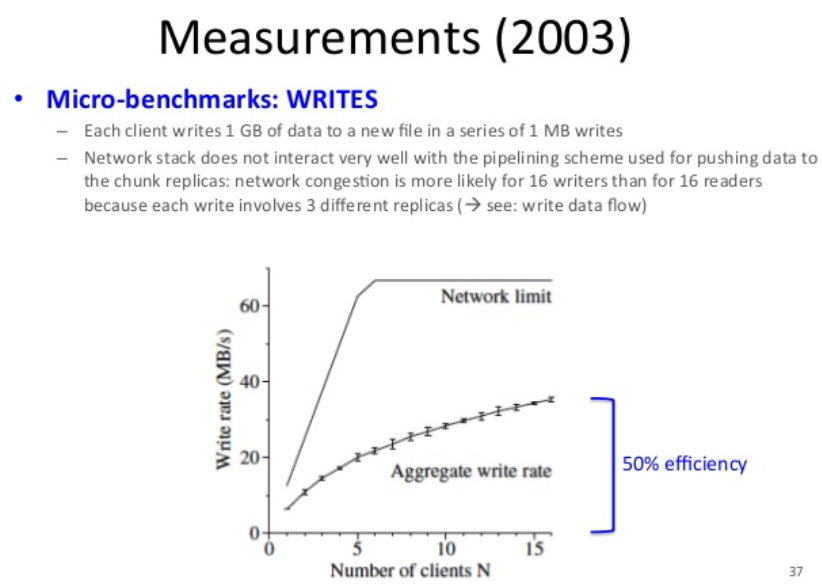 Measurements (2003)
• Micro-benchmarks: WRITES
– Each client writes 1 GB of data to a new file in a series of 1 MB writes
– Network stack does not interact very well with the pipelining scheme used for pushing data to
the chunk replicas: network congestion is more likely for 16 writers than for 16 readers
because each write involves 3 different replicas (→ see: write data flow)
Network limit
60
40
20
0
Write rate (MB/s)
Aggregate write rate
50% efficiency
0 5 10 15
Number of clients N
37